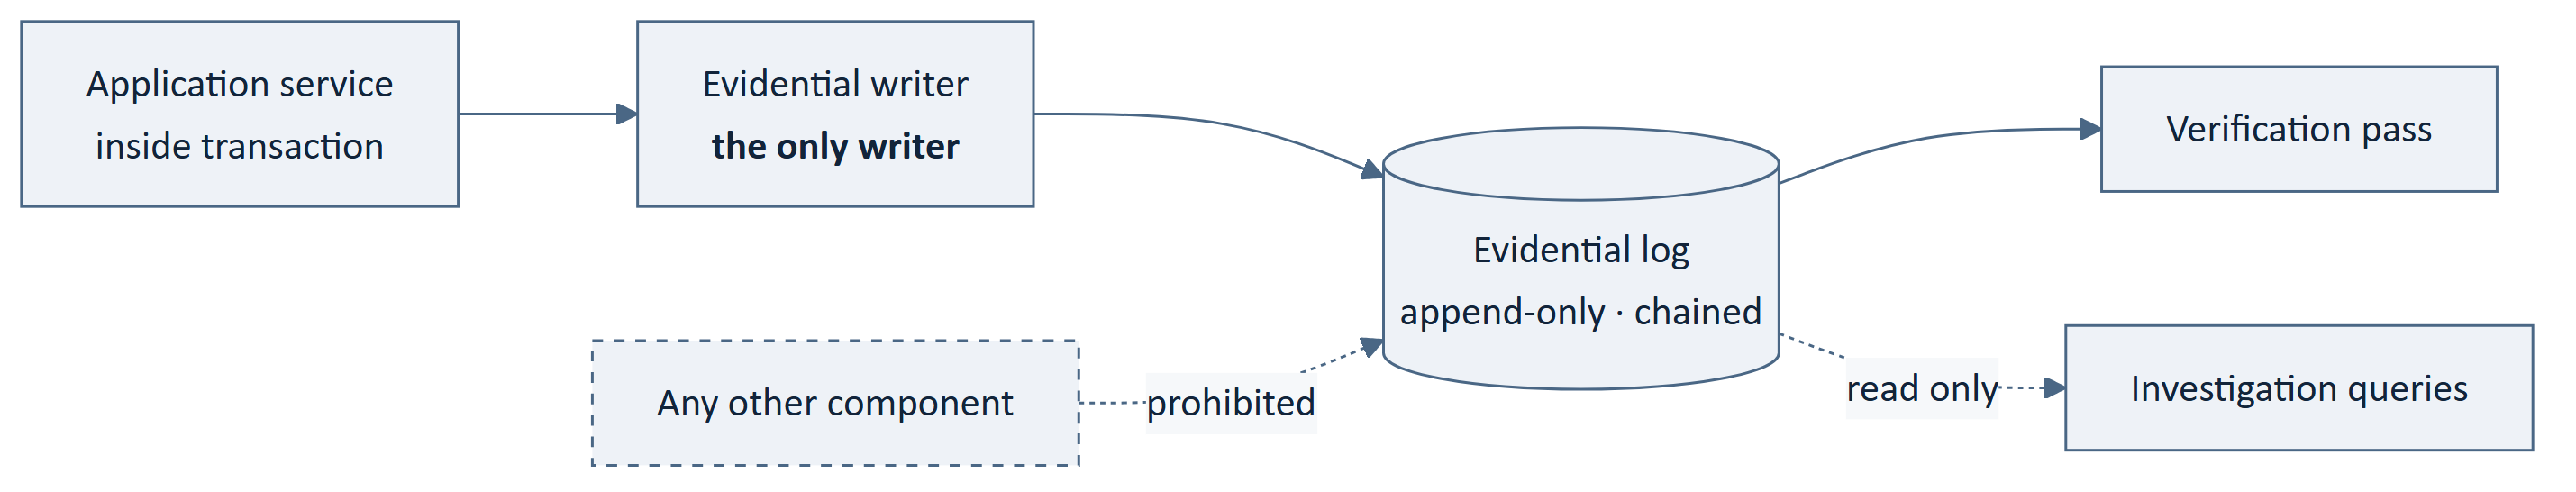 Application service
inside transaction
Evidential writer
the only writer
Evidential log
append-only · chained
Verification pass
Any other component
prohibited
read only
Investigation queries